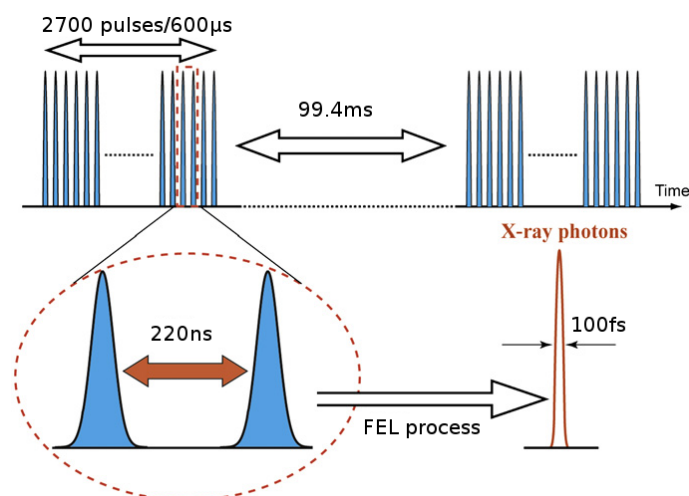 2700 pulses/600µs
99.4ms
Time
X-ray photons
220ns
100fs
FEL process